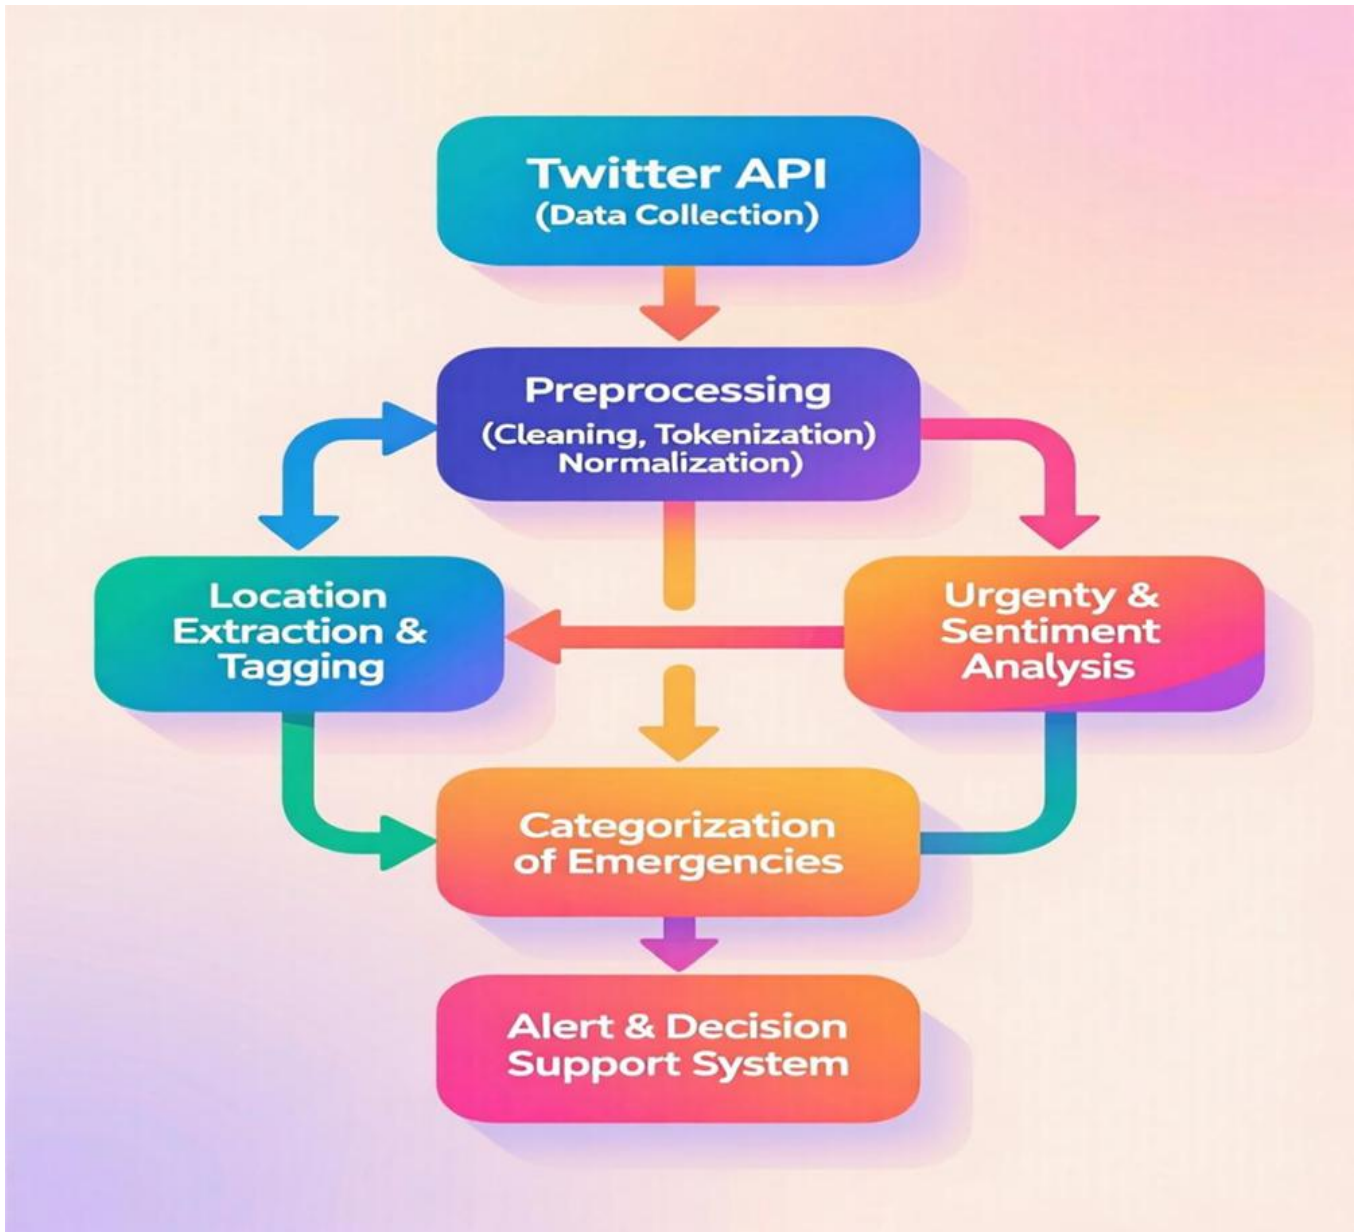 Twitter API
(Data Collection)
Preprocessing
(Cleaning, Tokenization)
Normalization)
Location
Extraction &
Tagging
Urgenty &
Sentiment
Analysis
Categorization
of Emergencies
Alert & Decision
Support System